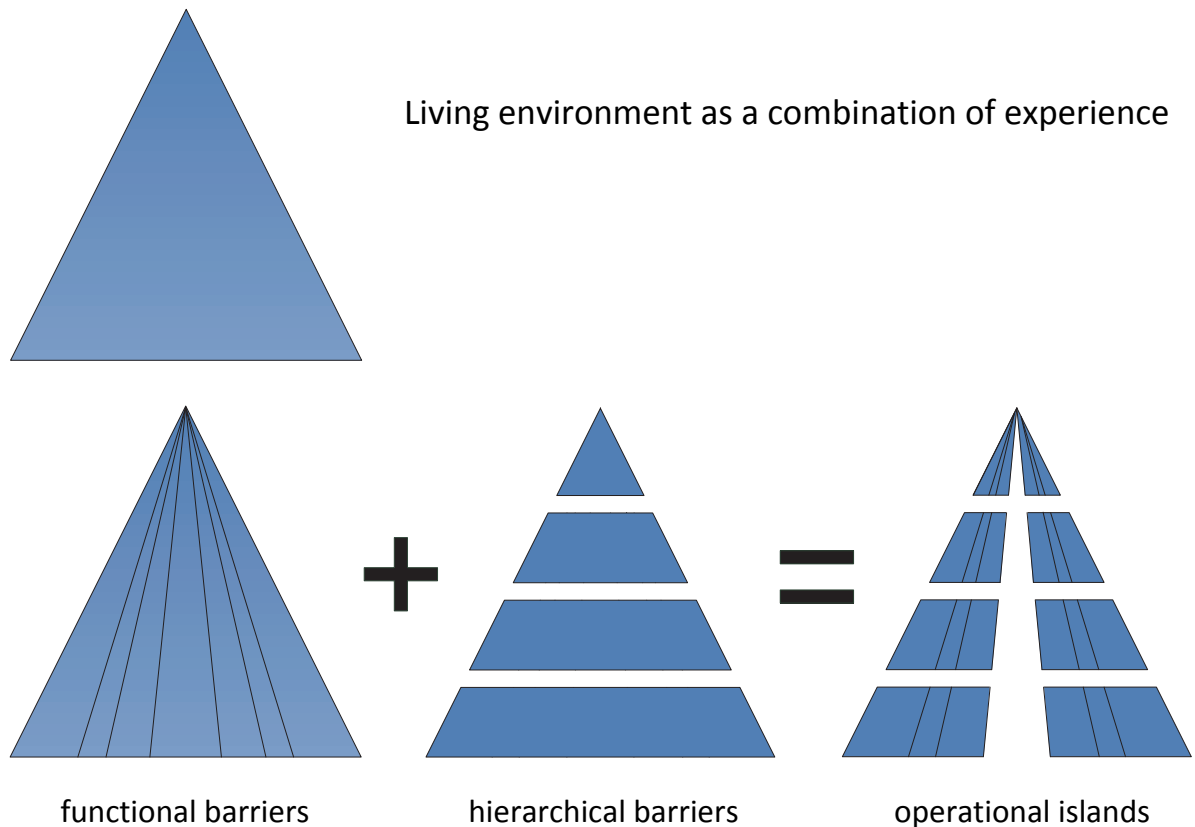 Living environment as a combination of experience
+
=
functional barriers
hierarchical barriers
operational islands